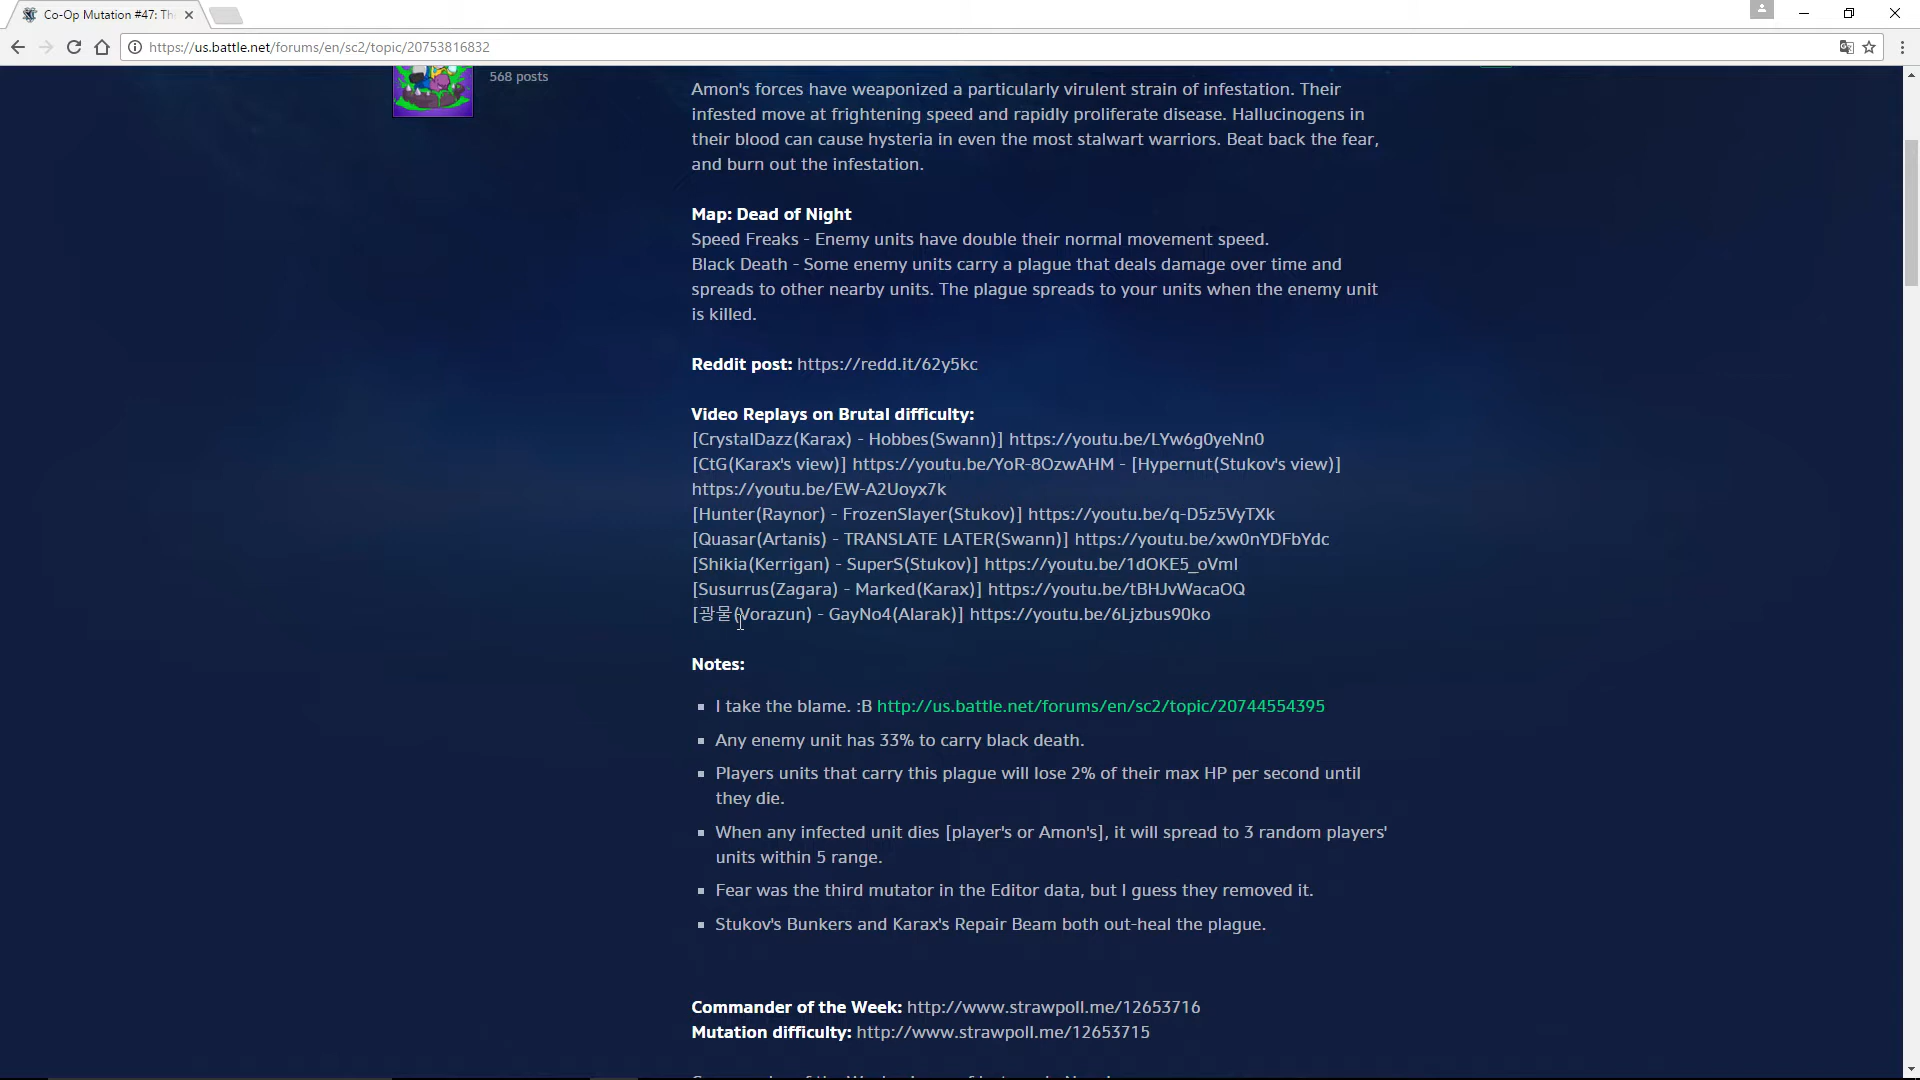 Co-Op Mutation #47: Th
https://us.battle.net/forums/en/sc2/topic/20753816832
568 posts
Amon's forces have weaponized a particularly virulent strain of infestation. Their
infested move at frightening speed and rapidly proliferate disease. Hallucinogens in
their blood can cause hysteria in even the most stalwart warriors. Beat back the fear,
and burn out the infestation.
Map: Dead of Night
Speed Freaks - Enemy units have double their normal movement speed.
Black Death - Some enemy units carry a plague that deals damage over time and
spreads to other nearby units. The plague spreads to your units when the enemy unit
is killed.
Reddit post: https://redd.it/62y5kc
Video Replays on Brutal difficulty:
[CrystalDazz(Karax) - Hobbes(Swann)] https://youtu.be/LYw6g0yeNn0
[CtG(Karax's view)] https://youtu.be/YoR-8OzwAHM - [Hypernut(Stukov's view)]
https://youtu.be/EW-A2Uoyx7k
[Hunter(Raynor) - FrozenSlayer(Stukov)] https://youtu.be/q-D5z5VyTXk
[Quasar(Artanis) - TRANSLATE LATER(Swann)] https://youtu.be/xw0nYDFbYdc
[Shikia(Kerrigan) - SuperS(Stukov)] https://youtu.be/1dOKE5_oVmI
[Susurrus(Zagara) - Marked(Karax)] https://youtu.be/tBHJvWacaOQ
[광물(Vorazun) - GayNo4(Alarak)] https://youtu.be/6Ljzbus90ko
Notes:
I take the blame. :B http://us.battle.net/forums/en/sc2/topic/20744554395
Any enemy unit has 33% to carry black death.
Players units that carry this plague will lose 2% of their max HP per second until
they die.
When any infected unit dies [player's or Amon's], it will spread to 3 random players'
units within 5 range.
Fear was the third mutator in the Editor data, but I guess they removed it.
Stukov's Bunkers and Karax's Repair Beam both out-heal the plague.
Commander of the Week: http://www.strawpoll.me/12653716
Mutation difficulty: http://www.strawpoll.me/12653715